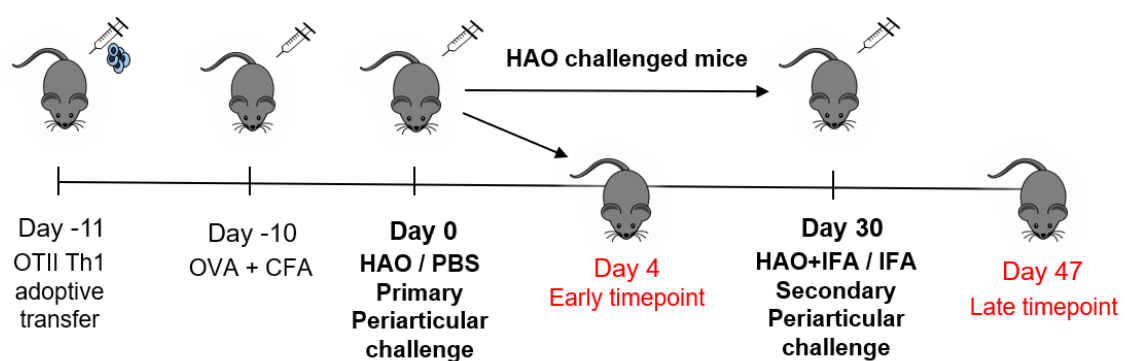 HAO challenged mice
Day -11
OTII Th1
adoptive
transfer
Day -10
OVA + CFA
Day 0
HAO / PBS
Primary
Periarticular
challenge
Day 4
Early timepoint
Day 30
HAO+IFA / IFA
Secondary
Periarticular
challenge
Day 47
Late timepoint